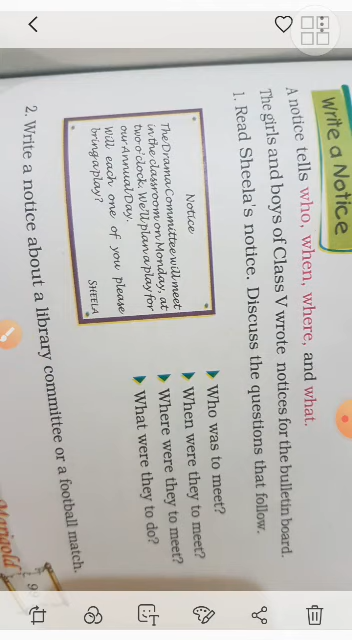 Write a Notice
A notice tells who, when, where, and what.
The girls and boys of Class V wrote notices for the bulletin board.
1. Read Sheela's notice. Discuss the questions that follow.
Notice
The Drama Committee will meet
in the classroom on Monday, at
two o'clock. We'll plan a play for
our Annual Day.
Will each one of you please
bring a play?
SHEELA
Who was to meet?
When were they to meet?
Where were they to meet?
What were they to do?
2. Write a notice about a library committee or a football match.
Marigold